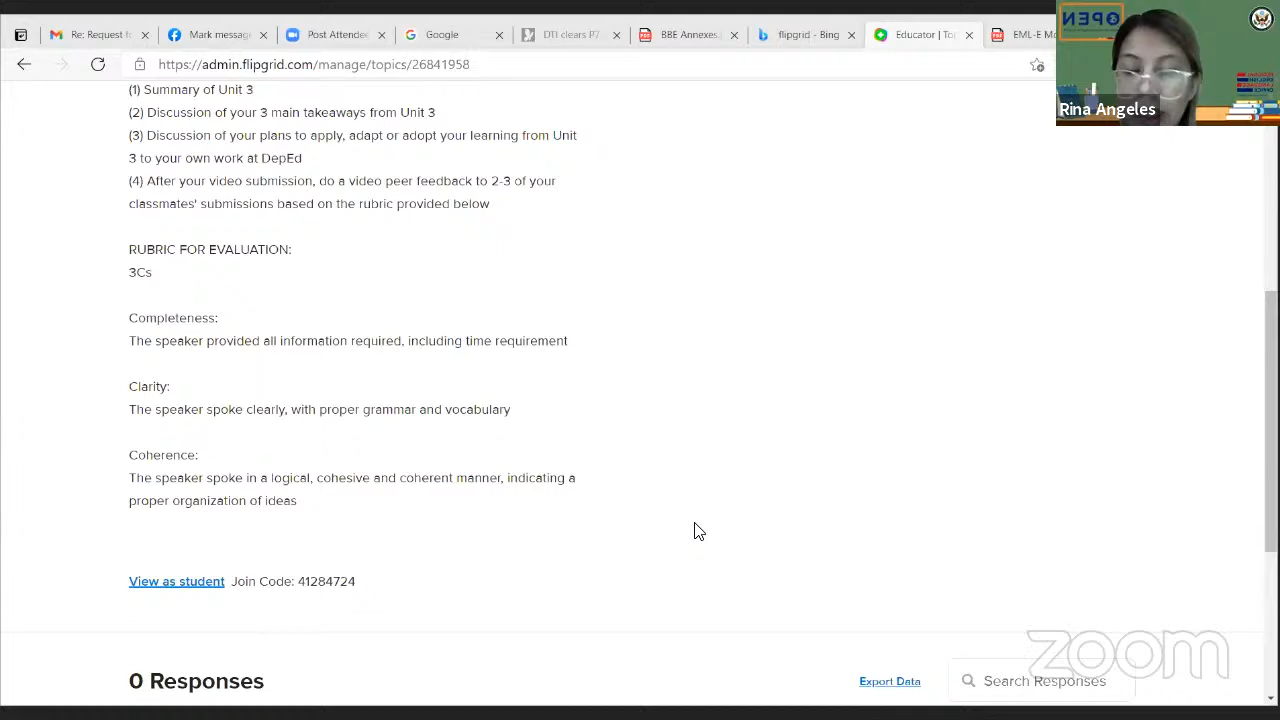 Re: Request f
Mark messag
Post Attende
Google
DTI clears P7
BBE Annexes
flipgrid - Bing
Educator | To
EML-E Mo
https://admin.flipgrid.com/manage/topics/26841958
OPEN
Rina Angeles
(1) Summary of Unit 3
(2) Discussion of your 3 main takeaways from Unit 3
(3) Discussion of your plans to apply, adapt or adopt your learning from Unit
3 to your own work at DepEd
(4) After your video submission, do a video peer feedback to 2-3 of your
classmates' submissions based on the rubric provided below
RUBRIC FOR EVALUATION:
3Cs
Completeness:
The speaker provided all information required, including time requirement
Clarity:
The speaker spoke clearly, with proper grammar and vocabulary
Coherence:
The speaker spoke in a logical, cohesive and coherent manner, indicating a
proper organization of ideas
View as student Join Code: 41284724
0 Responses
Export Data
Search Responses
zoom